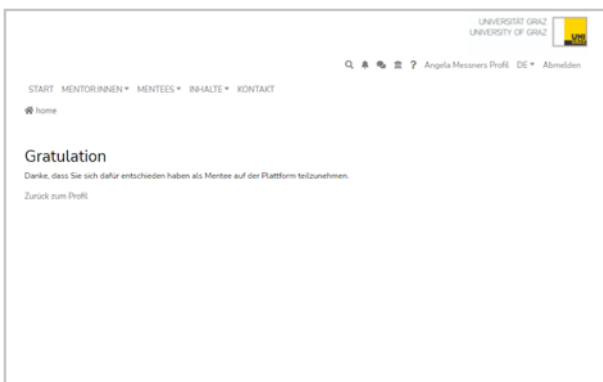 UNIVERSITÄT GRAZ
UNIVERSITY OF GRAZ
UNI
Angela Messners Profil DE Abmelden
START MENTOR:INNEN MENTEES INHALTE KONTAKT
home
Gratulation
Danke, dass Sie sich dafür entschieden haben als Mentee auf der Plattform teilzunehmen.
Zurück zum Profil